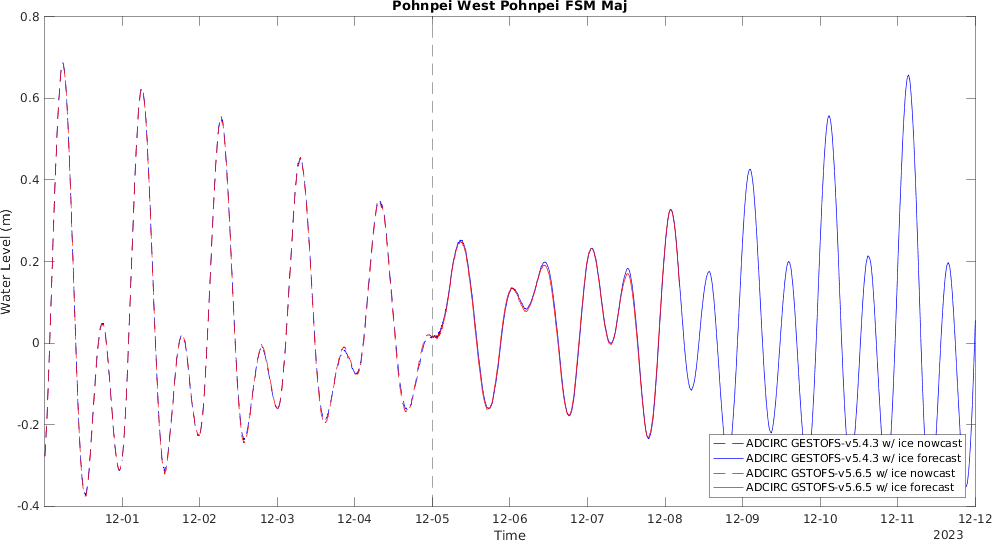 Pohnpei West Pohnpei FSM Maj
0.8
0.6
0.4
0.2
0
-0.2
-0.4
Water Level (m)
12-01 12-02 12-03 12-04 12-05 12-06 12-07 12-08 12-09 12-10 12-11 12-12
Time
2023
ADCIRC GESTOFS-v5.4.3 w/ ice nowcast
ADCIRC GESTOFS-v5.4.3 w/ ice forecast
ADCIRC GSTOFS-v5.6.5 w/ ice nowcast
ADCIRC GSTOFS-v5.6.5 w/ ice forecast